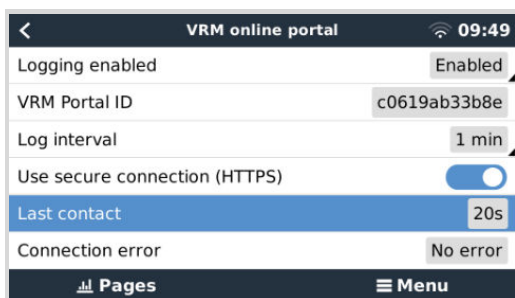 VRM online portal 09:49
Logging enabled Enabled
VRM Portal ID c0619ab33b8e
Log interval 1 min
Use secure connection (HTTPS)
Last contact 20s
Connection error No error
Pages Menu